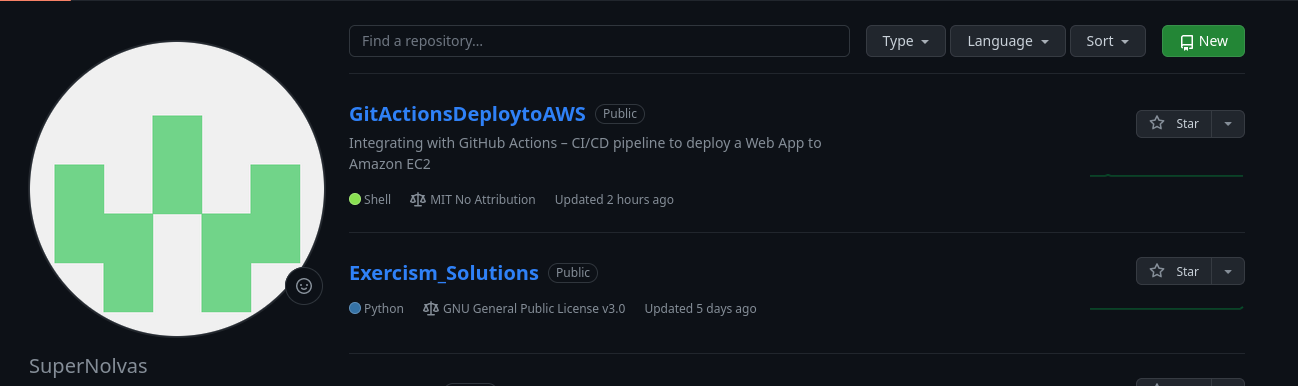 Find a repository...
Type
Language
Sort
New
GitActionsDeploytoAWS
Public
Star
Integrating with GitHub Actions – CI/CD pipeline to deploy a Web App to
Amazon EC2
Shell
MIT No Attribution
Updated 2 hours ago
Exercism_Solutions
Public
Star
Python
GNU General Public License v3.0
Updated 5 days ago
SuperNolvas